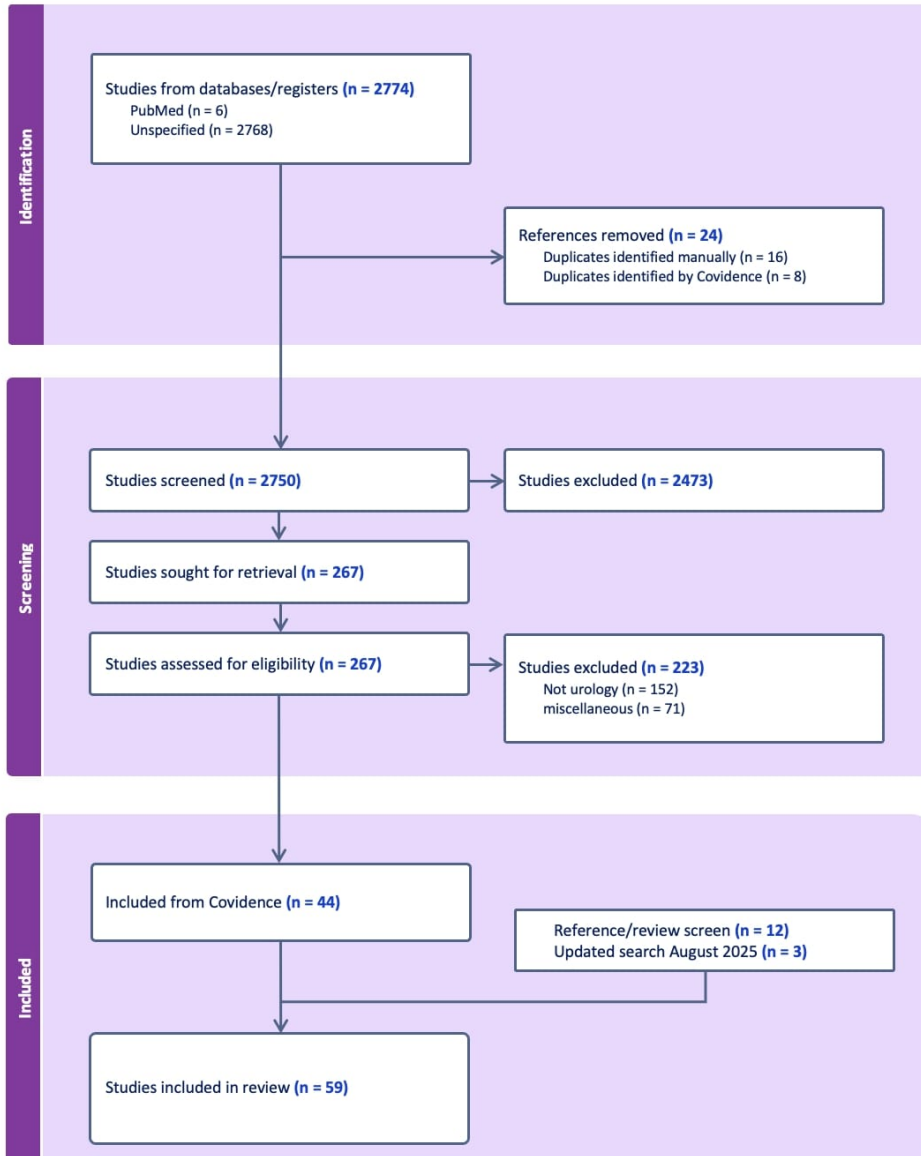 Identification
Studies from databases/registers (n = 2774)
PubMed (n = 6)
Unspecified (n = 2768)
References removed (n = 24)
Duplicates identified manually (n = 16)
Duplicates identified by Covidence (n = 8)
Screening
Studies screened (n = 2750)
Studies excluded (n = 2473)
Studies sought for retrieval (n = 267)
Studies assessed for eligibility (n = 267)
Studies excluded (n = 223)
Not urology (n = 152)
miscellaneous (n = 71)
Included
Included from Covidence (n = 44)
Reference/review screen (n = 12)
Updated search August 2025 (n = 3)
Studies included in review (n = 59)